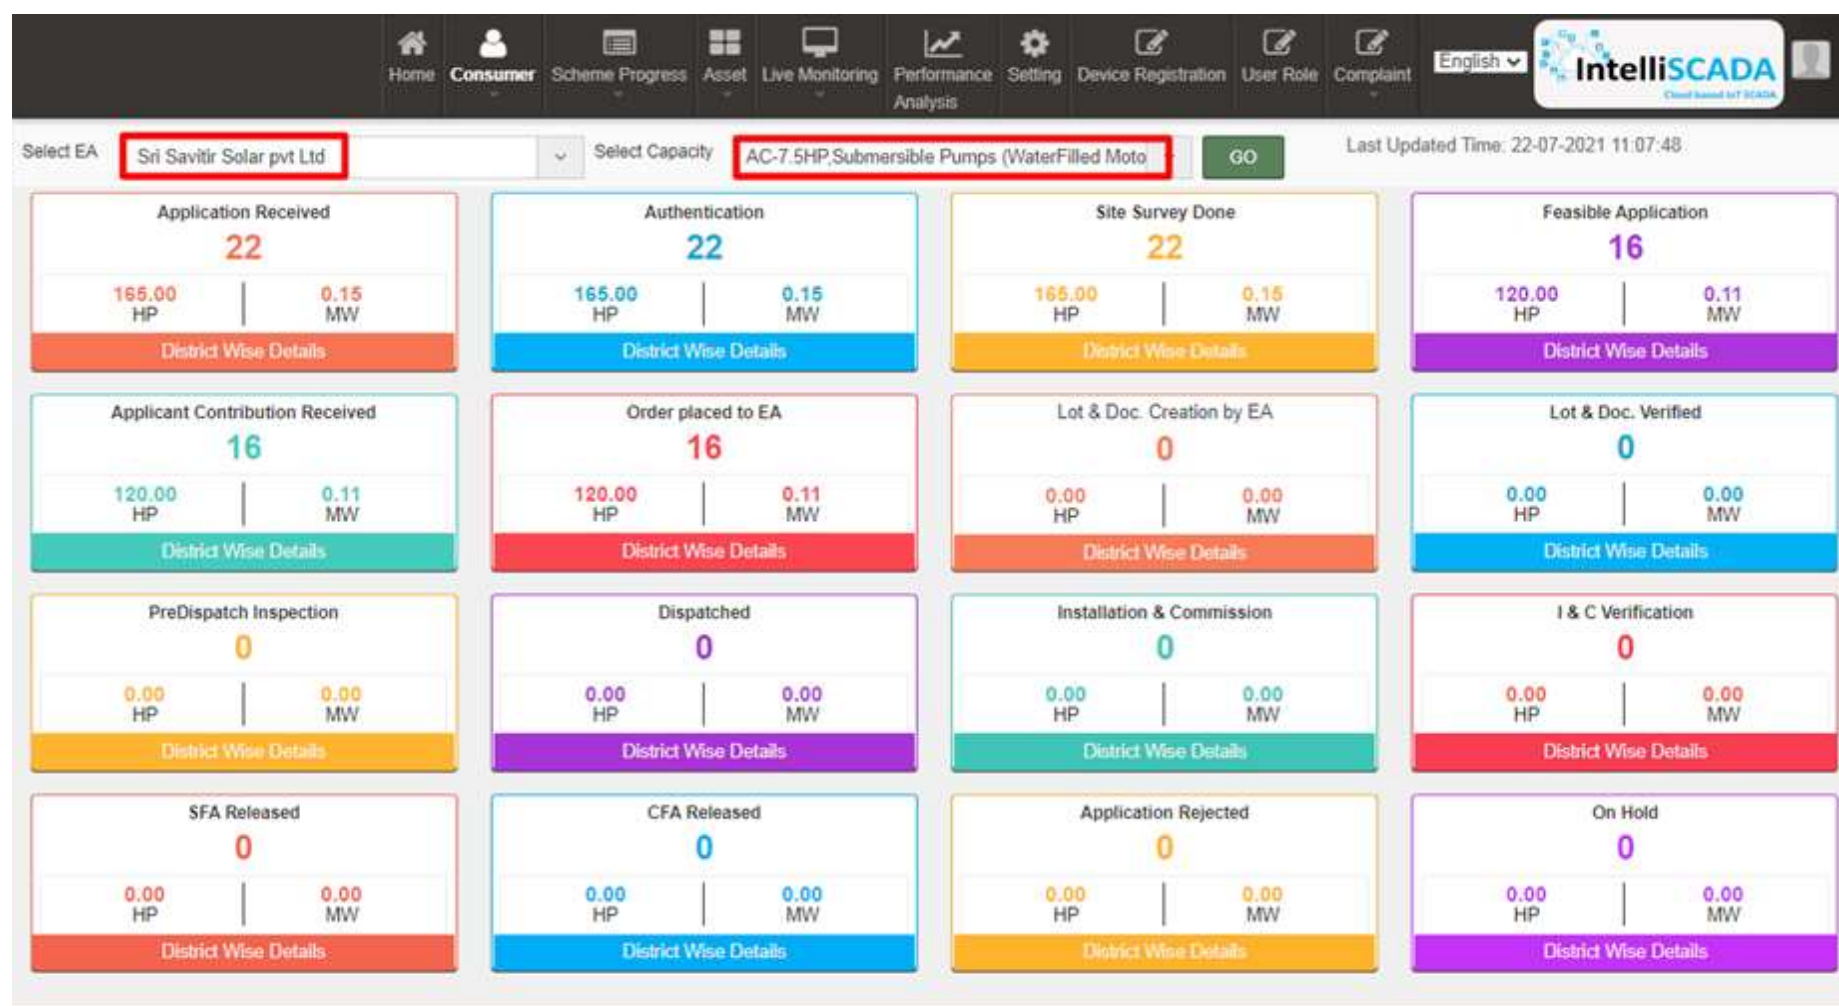 Home Consumer Scheme Progress Asset Live Monitoring Performance Setting Device Registration User Role Complaint English
Analysis
IntelliSCADA
Cloud based IoT SCADA
Select EA Sri Savitir Solar pvt Ltd Select Capacity AC-7.5HP,Submersible Pumps (WaterFilled Moto GO Last Updated Time: 22-07-2021 11:07:48
Application Received Authentication Site Survey Done Feasible Application
22 22 22 16
165.00 0.15 165.00 0.15 165.00 0.15 120.00 0.11
HP MW HP MW HP MW HP MW
District Wise Details District Wise Details District Wise Details District Wise Details
Applicant Contribution Received Order placed to EA Lot & Doc. Creation by EA Lot & Doc. Verified
16 16 0 0
120.00 0.11 120.00 0.11 0.00 0.00 0.00 0.00
HP MW HP MW HP MW HP MW
District Wise Details District Wise Details District Wise Details District Wise Details
PreDispatch Inspection Dispatched Installation & Commission I & C Verification
0 0 0 0
0.00 0.00 0.00 0.00 0.00 0.00 0.00 0.00
HP MW HP MW HP MW HP MW
District Wise Details District Wise Details District Wise Details District Wise Details
SFA Released CFA Released Application Rejected On Hold
0 0 0 0
0.00 0.00 0.00 0.00 0.00 0.00 0.00 0.00
HP MW HP MW HP MW HP MW
District Wise Details District Wise Details District Wise Details District Wise Details